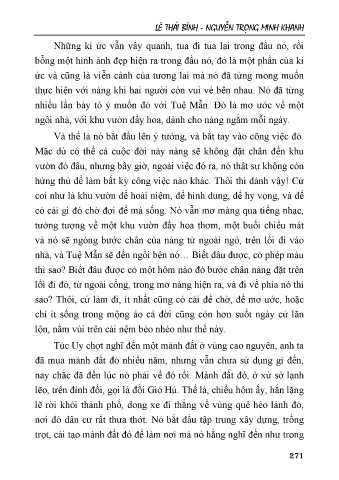 LÊ THÁI BÌNH - NGUYỄN TRỌNG MINH KHANH
Những kí ức vẫn vây quanh, tua đi tua lại trong đầu nó, rồi
bỗng một hình ảnh đẹp hiện ra trong đầu nó, đó là một phần của kí
ức và cũng là viễn cảnh của tương lai mà nó đã từng mong muốn
thực hiện với nàng khi hai người còn vui vẻ bên nhau. Nó đã từng
nhiều lần bày tỏ ý muốn đó với Tuệ Mẫn. Đó là mơ ước về một
ngôi nhà, với khu vườn đầy hoa, dành cho nàng ngắm mỗi ngày.
Và thế là nó bắt đầu lên ý tưởng, và bắt tay vào công việc đó.
Mặc dù có thể cả cuộc đời này nàng sẽ không đặt chân đến khu
vườn đó đâu, nhưng bây giờ, ngoài việc đó ra, nó thật sự không còn
hứng thú để làm bất kỳ công việc nào khác. Thôi thì đành vậy! Cứ
coi như là khu vườn để hoài niệm, để hình dung, để hy vọng, và để
có cái gì đó chờ đợi để mà sống. Nó vẫn mơ màng qua tiếng nhạc,
tưởng tượng về một khu vườn đầy hoa thơm, một buổi chiều mát
và nó sẽ ngóng bước chân của nàng từ ngoài ngõ, trên lối đi vào
nhà, và Tuệ Mẫn sẽ đến ngồi bên nó… Biết đâu được, có phép màu
thì sao? Biết đâu được có một hôm nào đó bước chân nàng đặt trên
lối đi đó, từ ngoài cổng, trong mơ nàng hiện ra, và đi về phía nó thì
sao? Thôi, cứ làm đi, ít nhất cũng có cái để chờ, để mơ ước, hoặc
chí ít sống trong mộng ảo cả đời cũng còn hơn suốt ngày cứ lăn
lộn, nằm vùi trên cái nệm bèo nhèo như thế này.
Túc Uy chợt nghĩ đến một mảnh đất ở vùng cao nguyên, anh ta
đã mua mảnh đất đó nhiều năm, nhưng vẫn chưa sử dụng gì đến,
nay chắc đã đến lúc nó phải về đó rồi. Mảnh đất đó, ở xứ sở lạnh
lẽo, trên đỉnh đồi, gọi là đồi Gió Hú. Thế là, chiều hôm ấy, hắn lặng
lẽ rời khỏi thành phố, dong xe đi thẳng về vùng quê hẻo lánh đó,
nơi đó dân cư rất thưa thớt. Nó bắt đầu tập trung xây dựng, trồng
trọt, cải tạo mảnh đất đó để làm nơi mà nó hằng nghĩ đến như trong
271